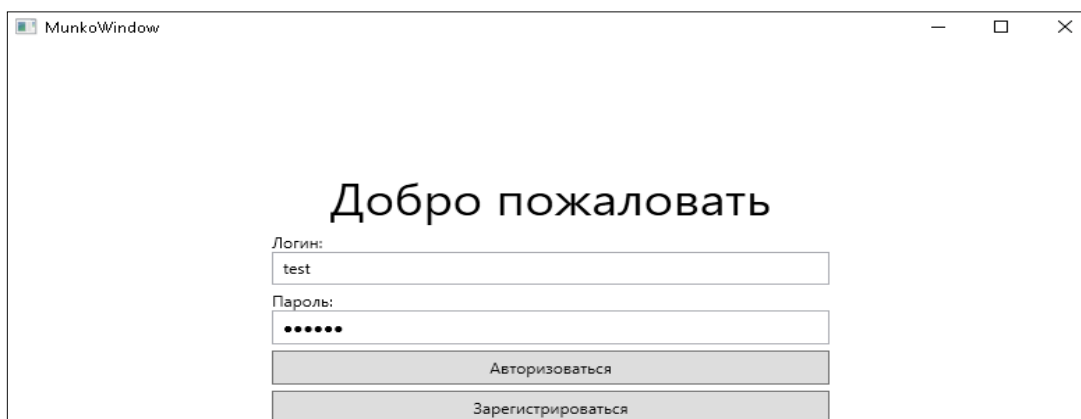 MunkoWindow
Добро пожаловать
Логин:
test
Пароль:
••••••
Авторизоваться
Зарегистрироваться